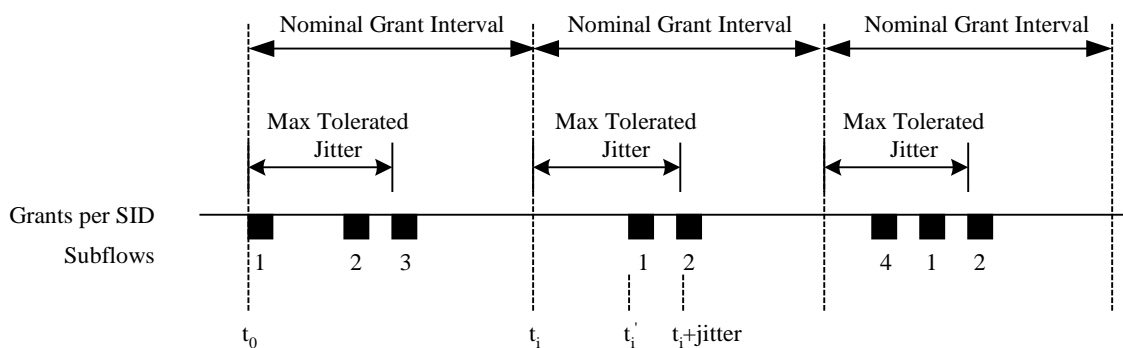 Nominal Grant Interval
Nominal Grant Interval
Nominal Grant Interval
Max Tolerated
Jitter
Max Tolerated
Jitter
Max Tolerated
Jitter
Grants per SID
Subflows
1 2 3 1 2 4 1 2
t0 ti ti' ti+jitter